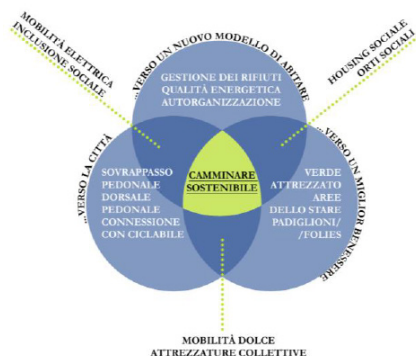 MOBILITÀ ELETTRICA
INCLUSIONE SOCIALE
...VERSO UN NUOVO MODELLO DI ABITARE
HOUSING SOCIALE
ORTI SOCIALI
GESTIONE DEI RIFIUTI
QUALITÀ ENERGETICA
AUTORGANIZZAZIONE
...VERSO LA CITTÀ
SOVRAPPASSO
PEDONALE
DORSALE
PEDONALE
CONNESSIONE
CON CICLABILE
CAMMINARE
SOSTENIBILE
VERDE
ATTREZZATO
AREE
DELLO STARE
PADIGLIONI/
/FOLIES
...VERSO UN MIGLIOR BENESSERE
MOBILITÀ DOLCE
ATTREZZATURE COLLETTIVE